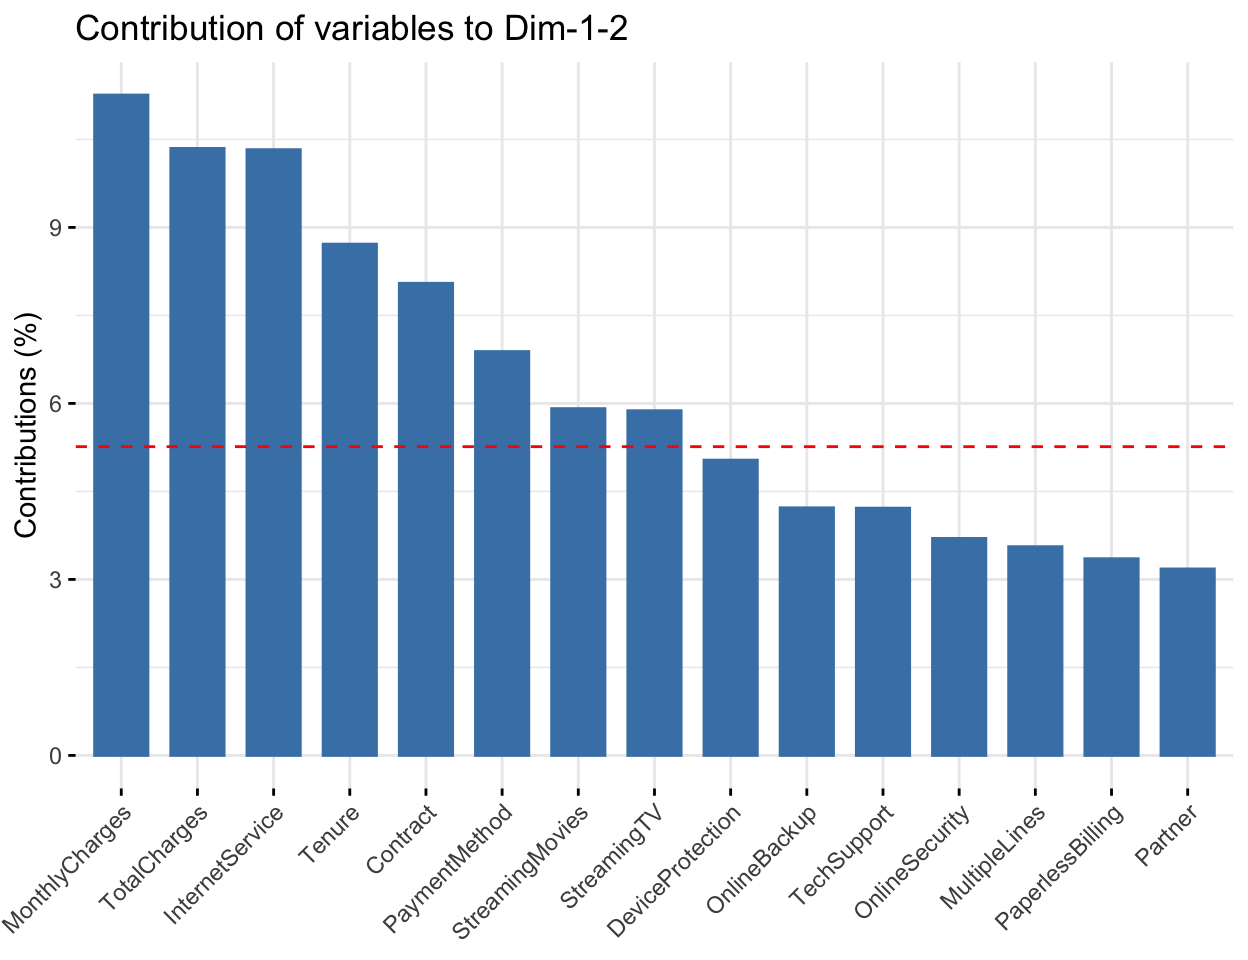 Contribution of variables to Dim-1-2
Contributions (%)
9
6
3
0
MonthlyCharges
TotalCharges
InternetService
Tenure
Contract
PaymentMethod
StreamingMovies
StreamingTV
DeviceProtection
OnlineBackup
TechSupport
OnlineSecurity
MultipleLines
PaperlessBilling
Partner